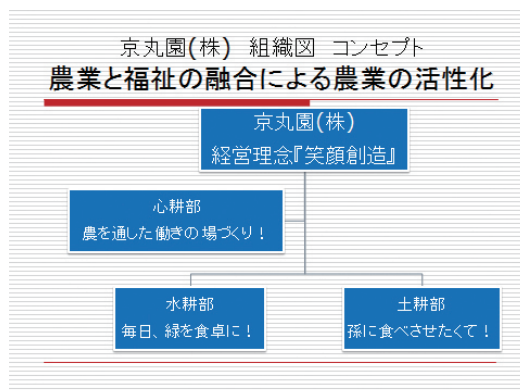 京丸園(株) 組織図 コンセプト
農業と福祉の融合による農業の活性化
京丸園(株)
経営理念『笑顔創造』
心耕部
農を通した働きの場づくり！
水耕部
毎日、緑を食卓に！
土耕部
孫に食べさせたくて！